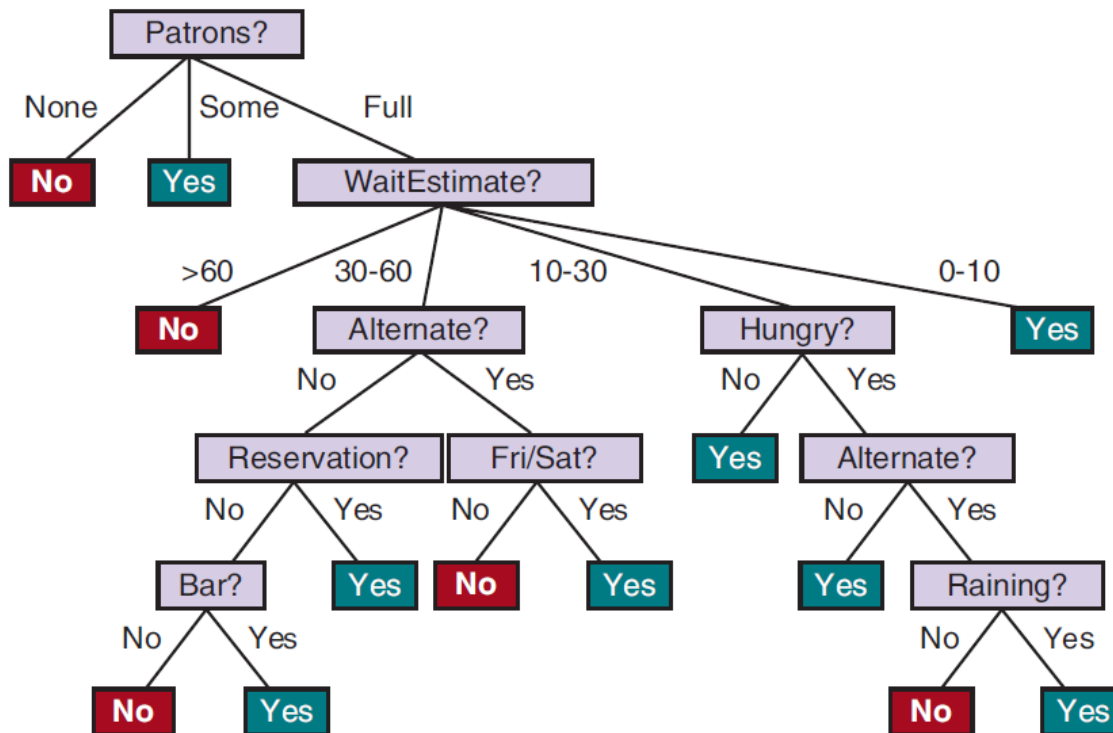 Patrons?
None Some Full
No Yes WaitEstimate?
>60 30-60 10-30 0-10
No Alternate? Hungry? Yes
No Yes No Yes
Reservation? Fri/Sat? Yes Alternate?
No Yes No Yes No Yes
Bar? Yes No Yes Yes Raining?
No Yes No Yes
No Yes No Yes